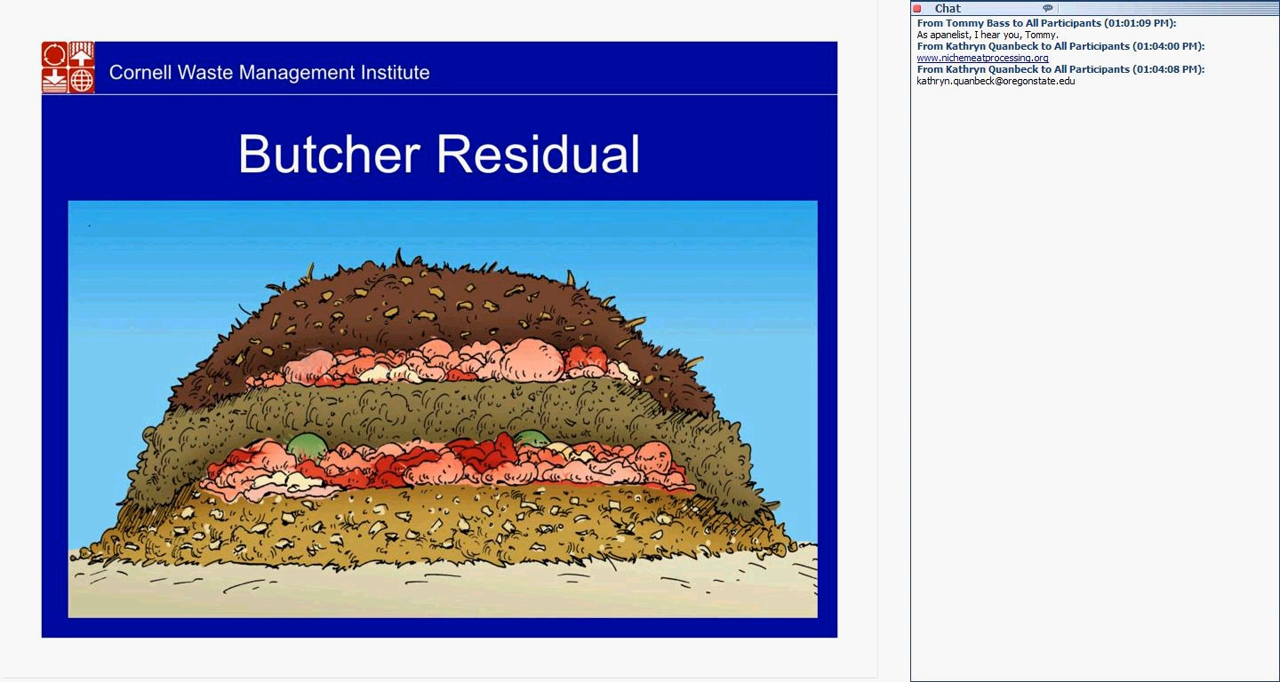 Cornell Waste Management Institute
Butcher Residual
Chat
From Tommy Bass to All Participants (01:01:09 PM):
As apanelist, I hear you, Tommy.
From Kathryn Quanbeck to All Participants (01:04:00 PM):
www.nichemeatprocessing.org
From Kathryn Quanbeck to All Participants (01:04:08 PM):
kathryn.quanbeck@oregonstate.edu